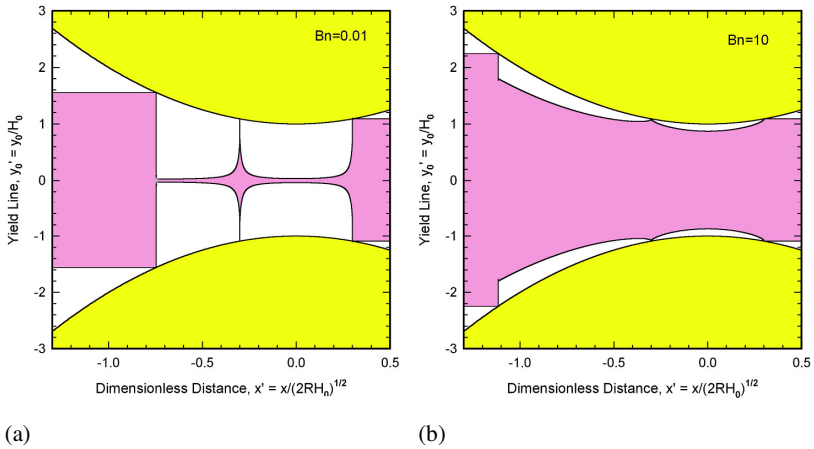 3
2
1
0
-1
-2
-3
Yield Line, y₀' = y₀/H₀
Bn=0.01
-1.0
-0.5
0.0
0.5
Dimensionless Distance, x' = x/(2RH₀)^1/2
(a)
3
2
1
0
-1
-2
-3
Yield Line, y₀' = y₀/H₀
Bn=10
-1.0
-0.5
0.0
0.5
Dimensionless Distance, x' = x/(2RH₀)^1/2
(b)